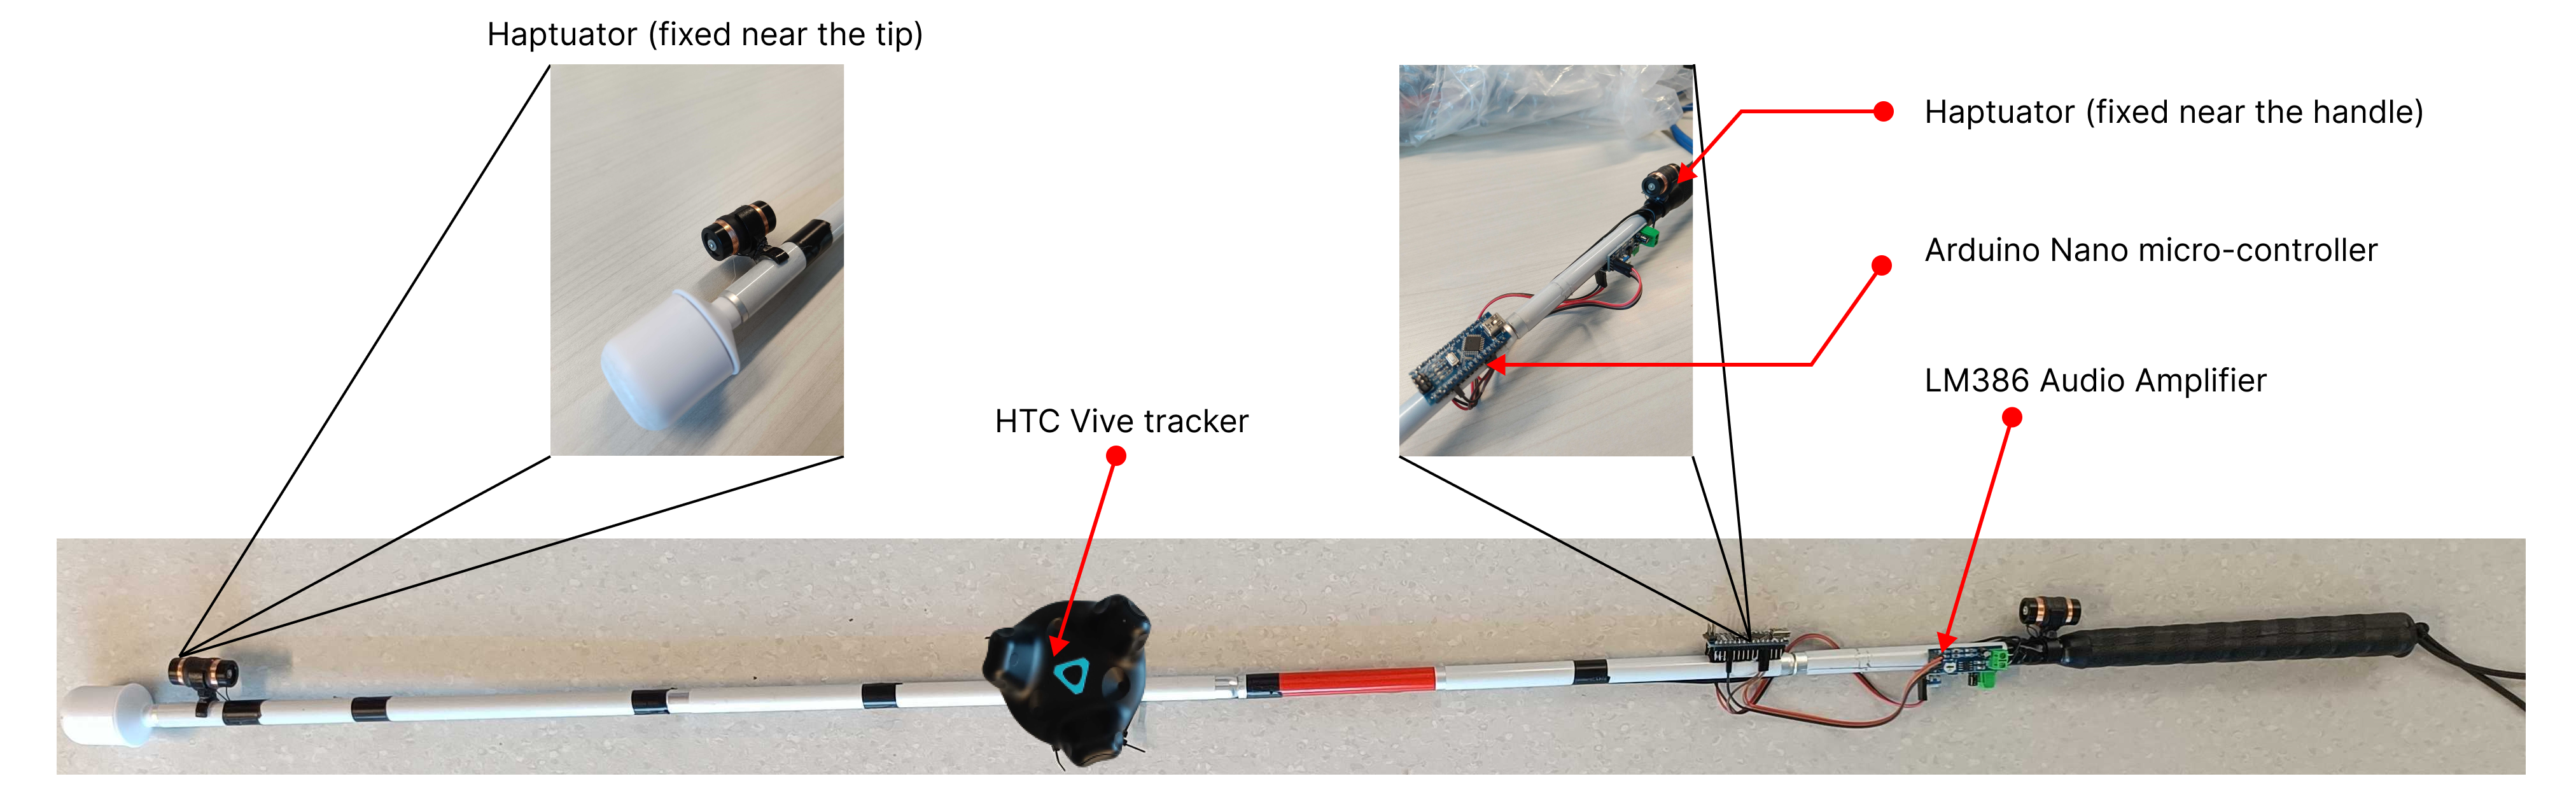 Haptuator (fixed near the tip)
Haptuator (fixed near the handle)
Arduino Nano micro-controller
LM386 Audio Amplifier
HTC Vive tracker